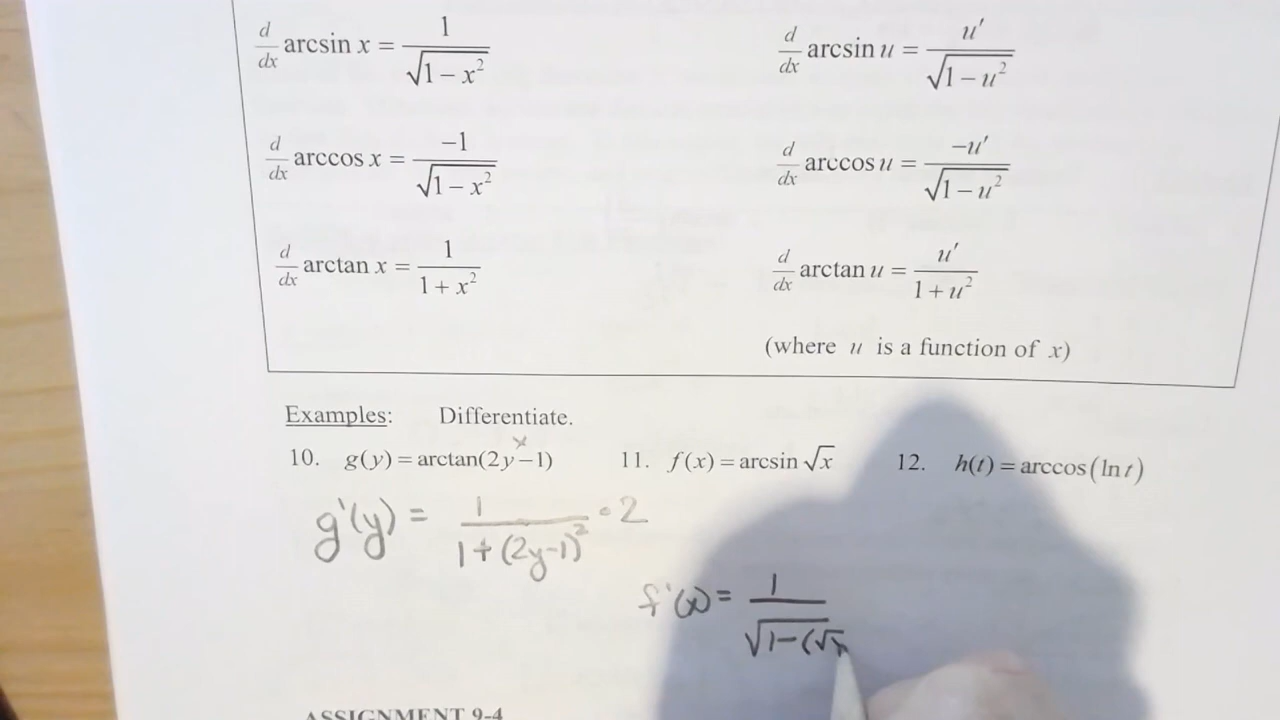 d/dx arcsin x = 1/√(1 − x²)
d/dx arcsin u = u′/√(1 − u²)
d/dx arccos x = −1/√(1 − x²)
d/dx arccos u = −u′/√(1 − u²)
d/dx arctan x = 1/(1 + x²)
d/dx arctan u = u′/(1 + u²)
(where u is a function of x)
Examples: Differentiate.
10. g(y) = arctan(2y − 1)
11. f(x) = arcsin √x
12. h(t) = arccos(ln t)
g'(y) = 1/(1 + (2y-1)²) · 2
f'(x) = 1/√(1 − (√x
ASSIGNMENT 9-4